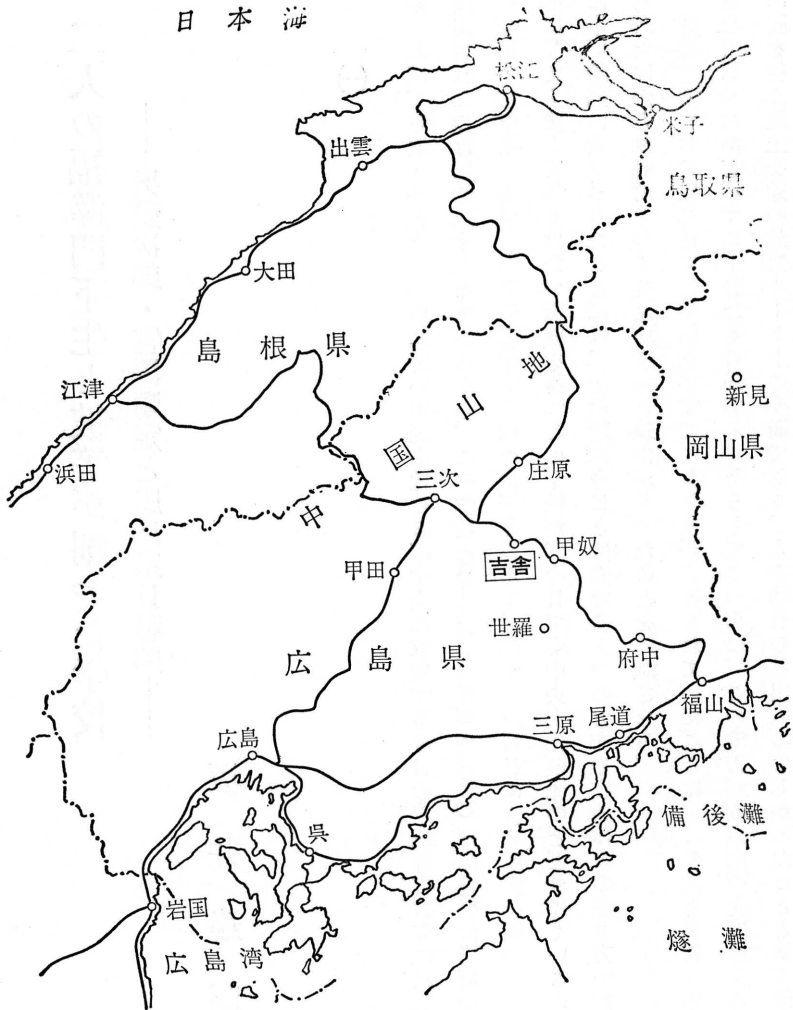 日本海
松江
米子
出雲
鳥取県
大田
島根県
江津
浜田
新見
岡山県
中国山地
三次
庄原
吉舎
甲奴
甲田
世羅
広島県
府中
福山
尾道
三原
広島
備後灘
呉
岩国
広島湾
燧灘